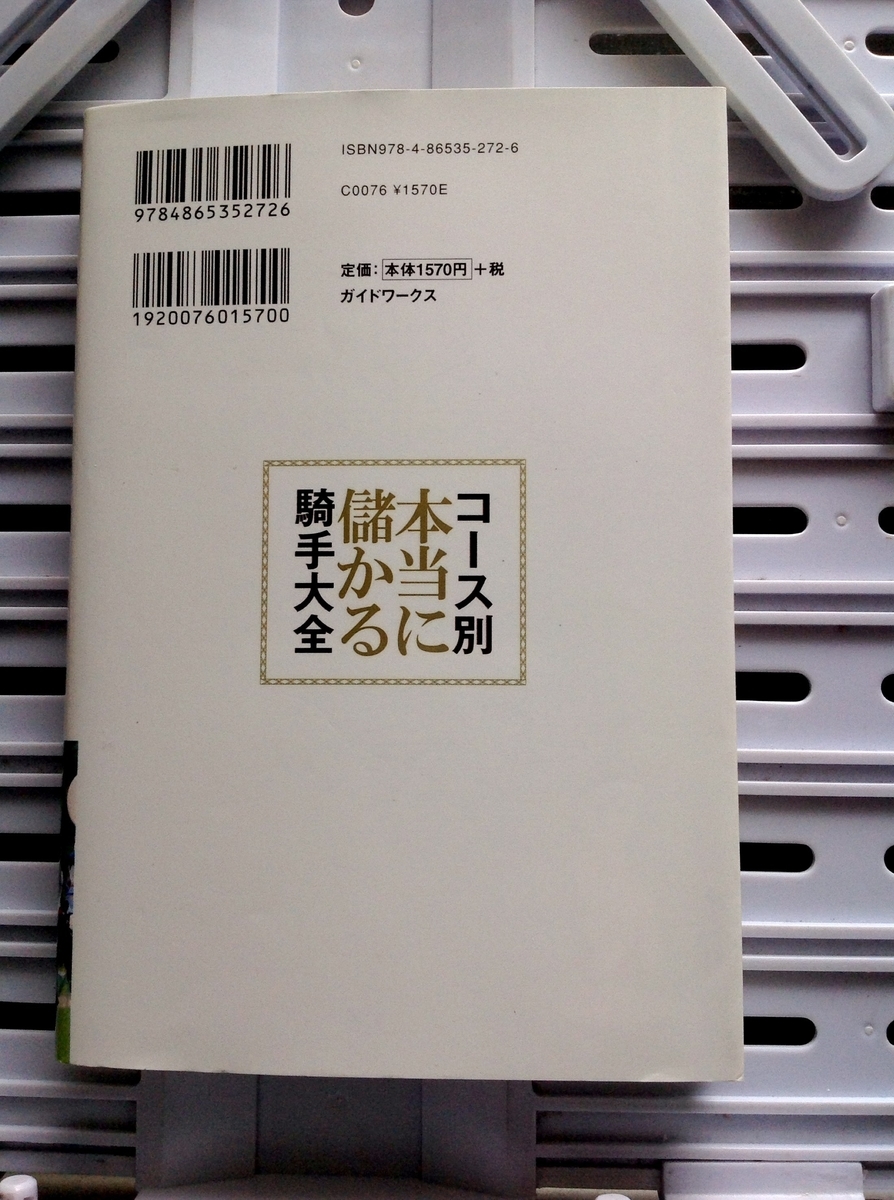 ISBN978-4-86535-272-6
9784865352726
C0076 ¥1570E
定価：本体1570円＋税
ガイドワークス
1920076015700
コース別
本当に
儲かる
騎手大全